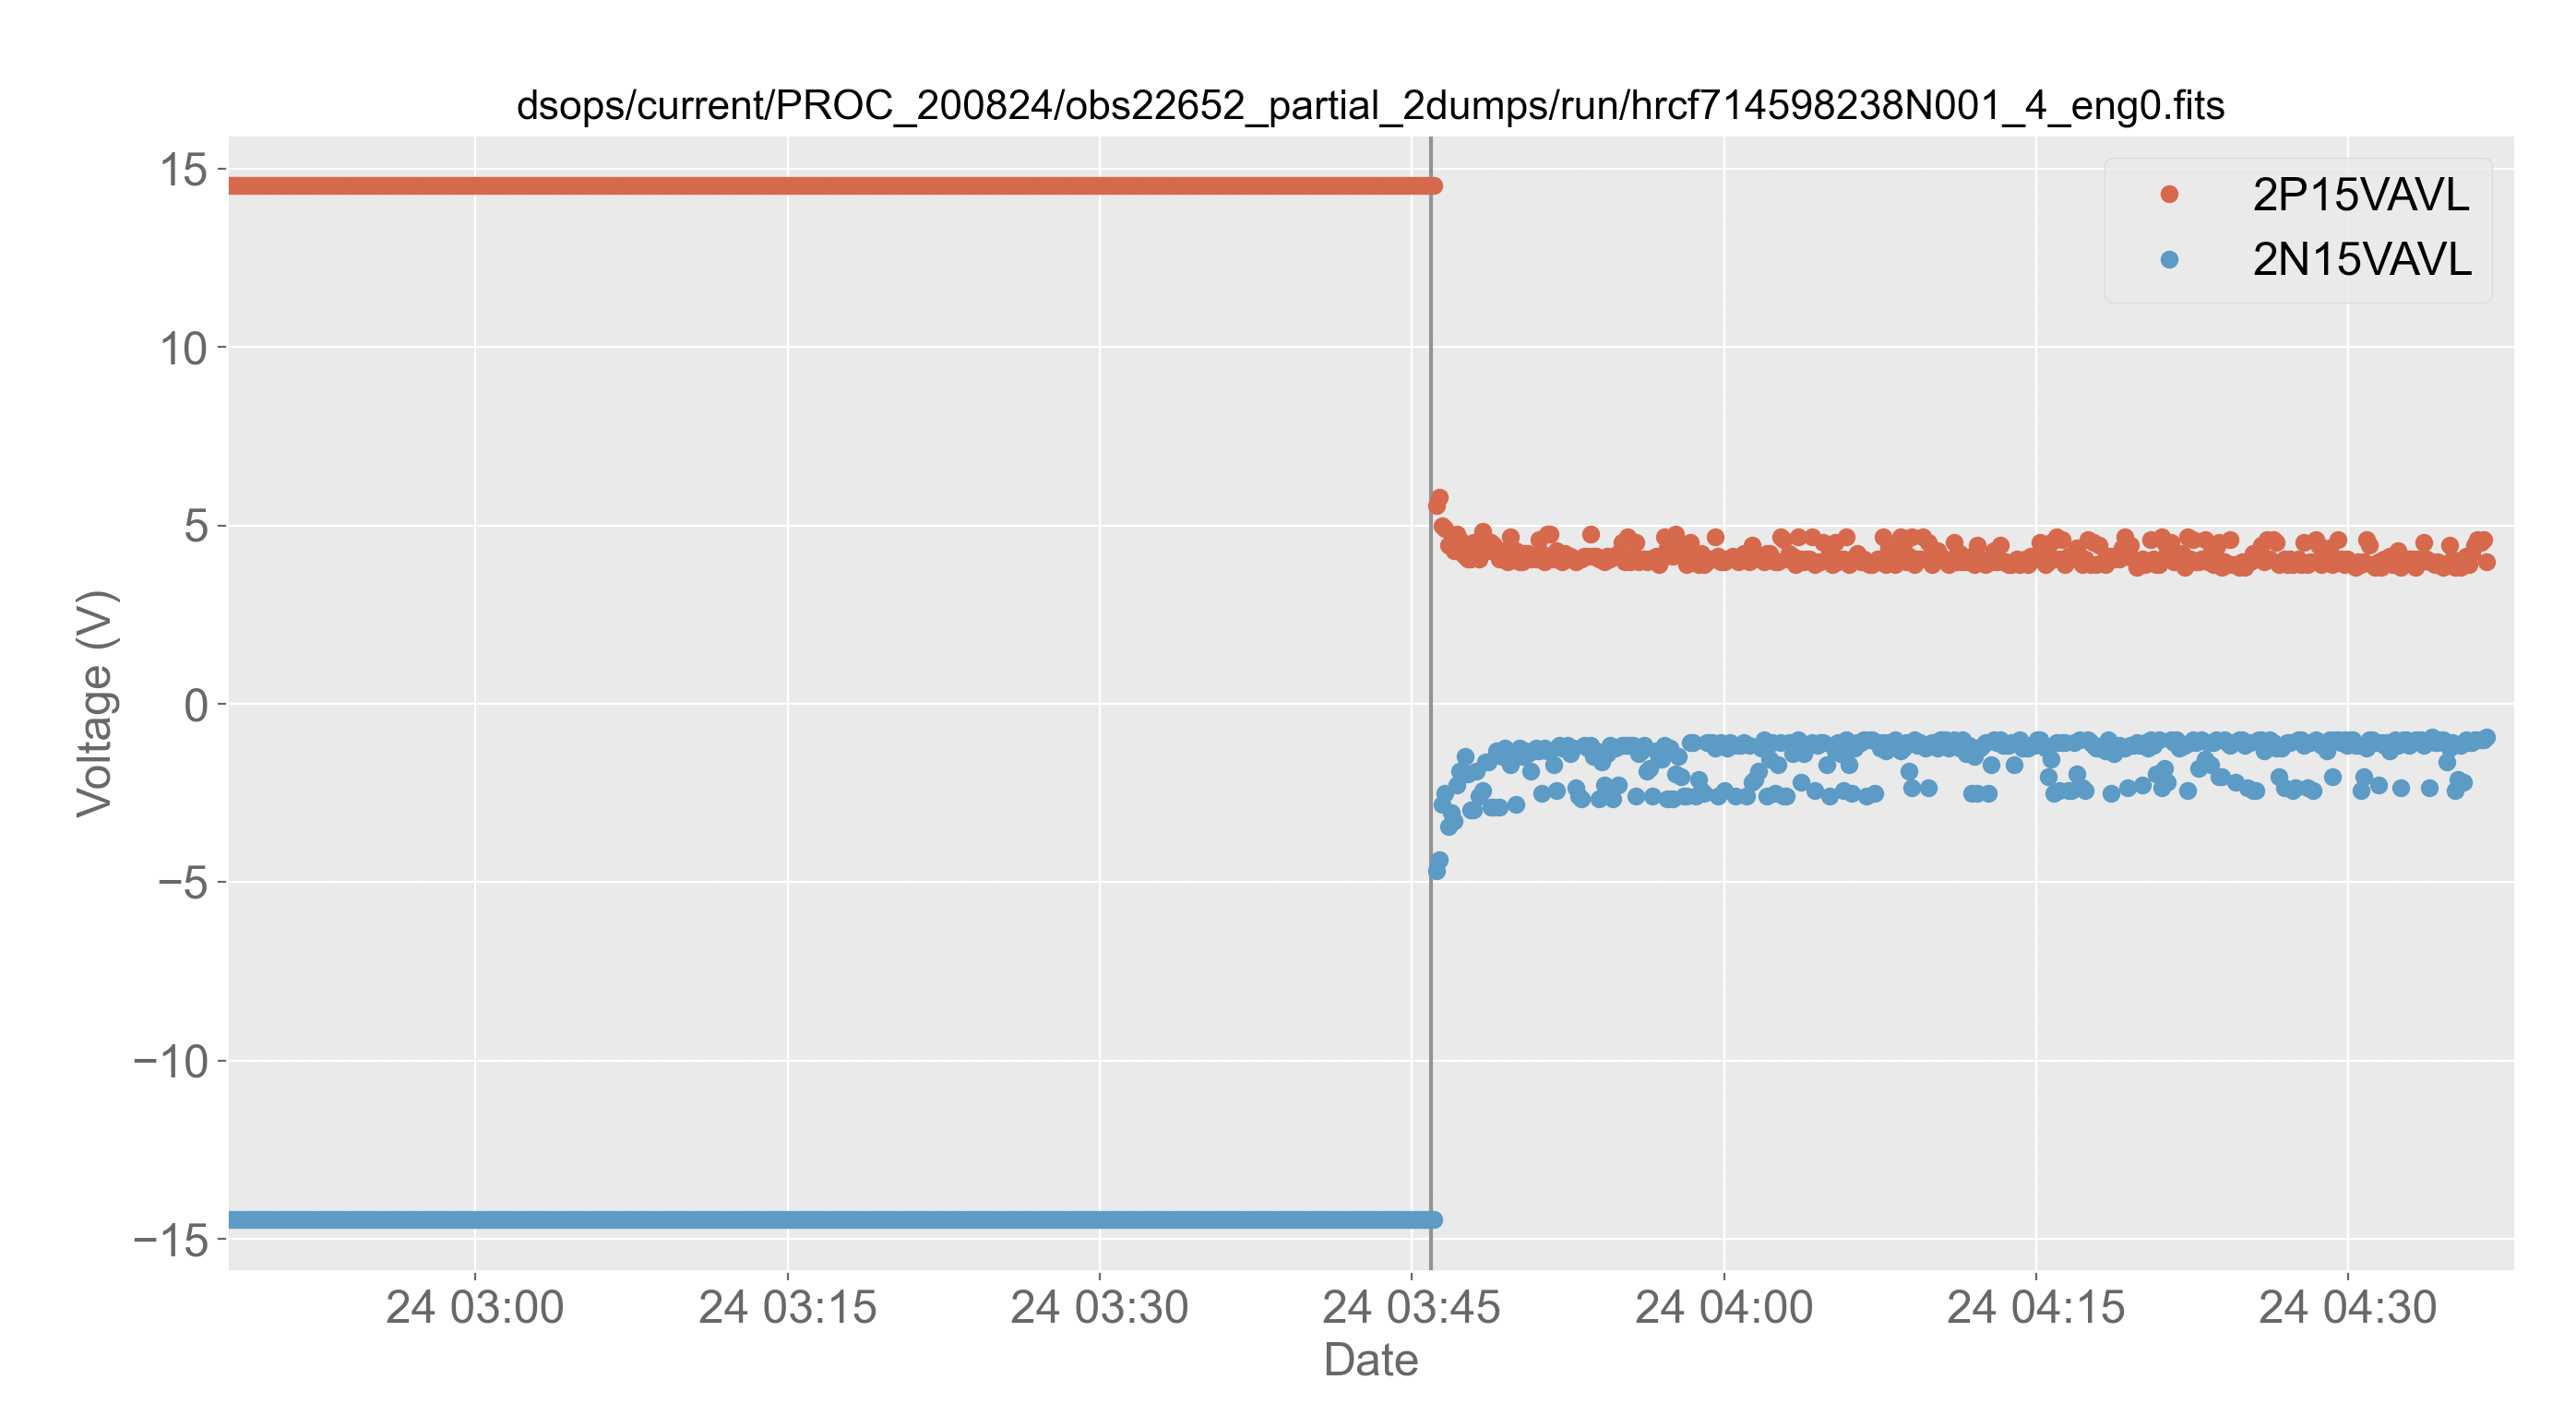 dsops/current/PROC_200824/obs22652_partial_2dumps/run/hrcf714598238N001_4_eng0.fits
15
10
5
0
−5
−10
−15
Voltage (V)
2P15VAVL
2N15VAVL
24 03:00
24 03:15
24 03:30
24 03:45
24 04:00
24 04:15
24 04:30
Date